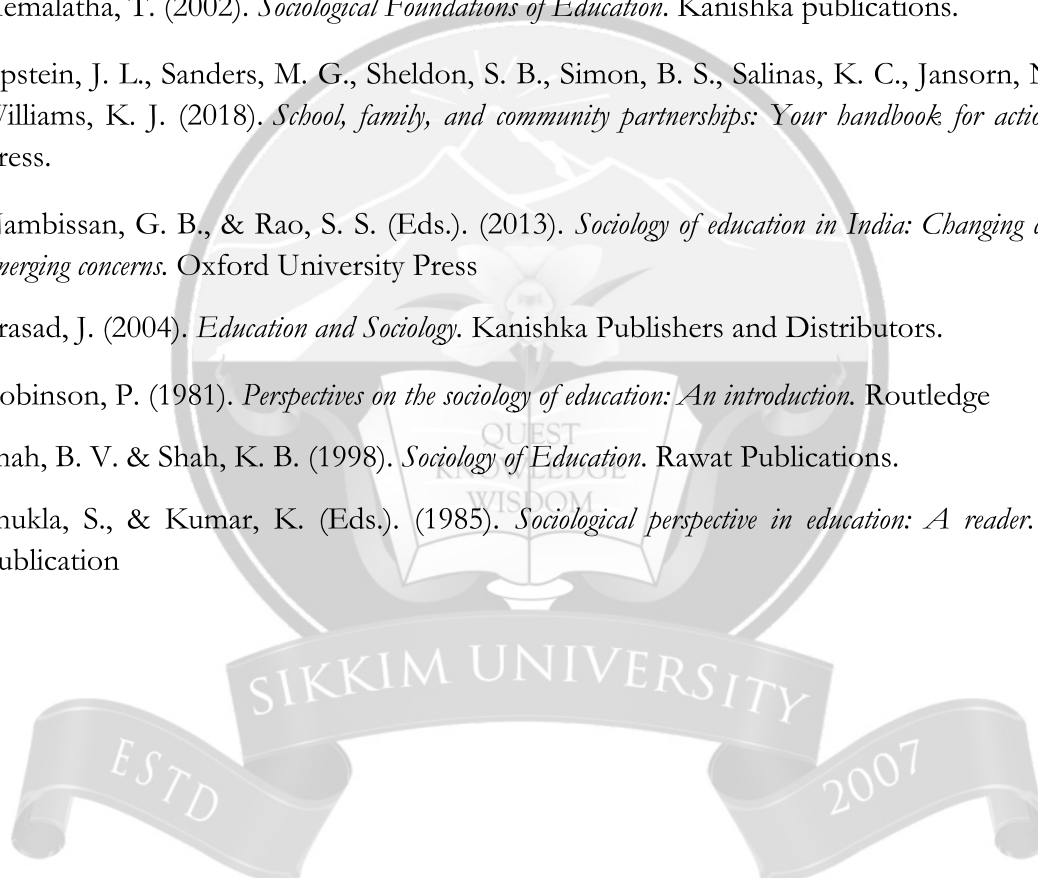 emalatha, T. (2002). Sociological Foundations of Education. Kanishka publications.
pstein, J. L., Sanders, M. G., Sheldon, S. B., Simon, B. S., Salinas, K. C., Jansorn, N
Williams, K. J. (2018). School, family, and community partnerships: Your handbook for actio
ress.
Nambissan, G. B., & Rao, S. S. (Eds.). (2013). Sociology of education in India: Changing c
merging concerns. Oxford University Press
rasad, J. (2004). Education and Sociology. Kanishka Publishers and Distributors.
obinson, P. (1981). Perspectives on the sociology of education: An introduction. Routledge
hah, B. V. & Shah, K. B. (1998). Sociology of Education. Rawat Publications.
hukla, S., & Kumar, K. (Eds.). (1985). Sociological perspective in education: A reader.
ublication
QUEST
KNOWLEDGE
WISDOM
SIKKIM UNIVERSITY
ESTD
2007